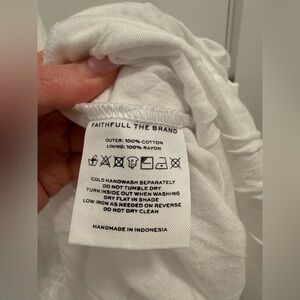 FAITHFULL THE BRAND
OUTER: 100% COTTON
LINING: 100% RAYON
COLD HANDWASH SEPARATELY
DO NOT TUMBLE DRY
TURN INSIDE OUT WHEN WASHING
DRY FLAT IN SHADE
LOW IRON AS NEEDED ON REVERSE
DO NOT DRY CLEAN
HANDMADE IN INDONESIA